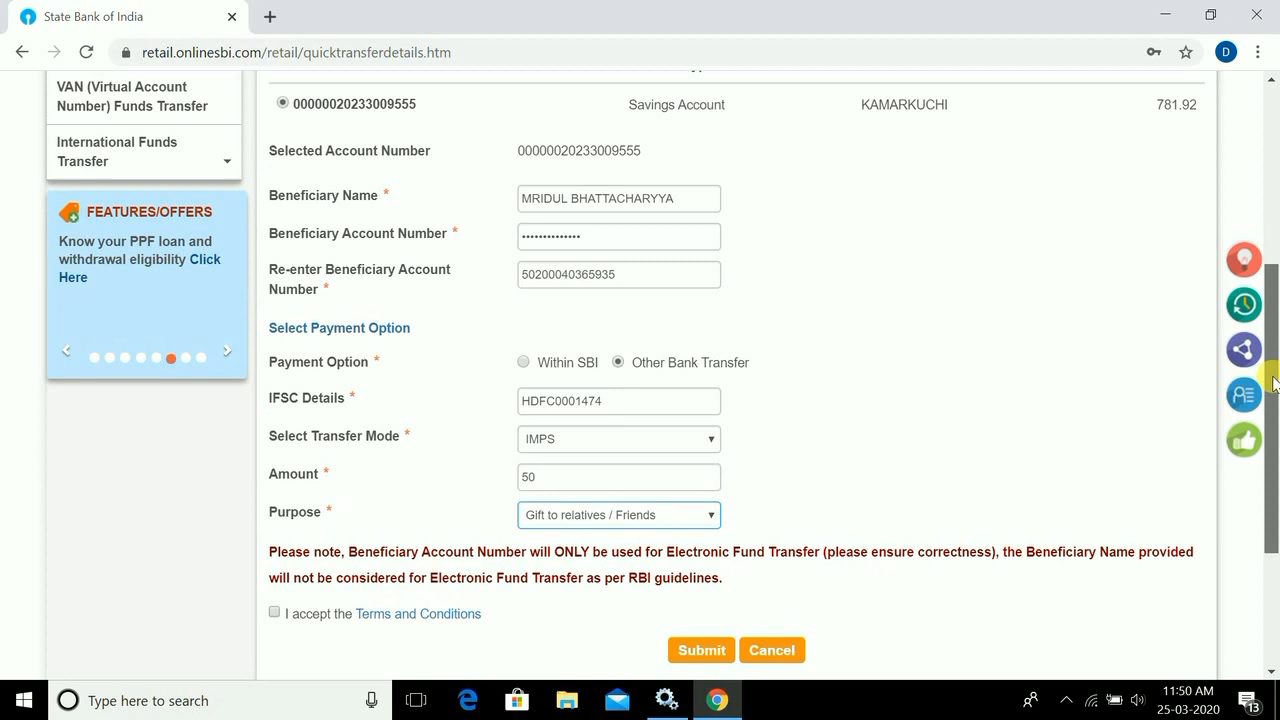 State Bank of India
retail.onlinesbi.com/retail/quicktransferdetails.htm
D
VAN (Virtual Account
Number) Funds Transfer
International Funds
Transfer
FEATURES/OFFERS
Know your PPF loan and
withdrawal eligibility Click
Here
00000020233009555 Savings Account KAMARKUCHI 781.92
Selected Account Number 00000020233009555
Beneficiary Name * MRIDUL BHATTACHARYYA
Beneficiary Account Number * ••••••••••••••
Re-enter Beneficiary Account
Number * 50200040365935
Select Payment Option
Payment Option * Within SBI Other Bank Transfer
IFSC Details * HDFC0001474
Select Transfer Mode * IMPS
Amount * 50
Purpose * Gift to relatives / Friends
Please note, Beneficiary Account Number will ONLY be used for Electronic Fund Transfer (please ensure correctness), the Beneficiary Name provided
will not be considered for Electronic Fund Transfer as per RBI guidelines.
I accept the Terms and Conditions
Submit Cancel
Type here to search
11:50 AM
25-03-2020
13